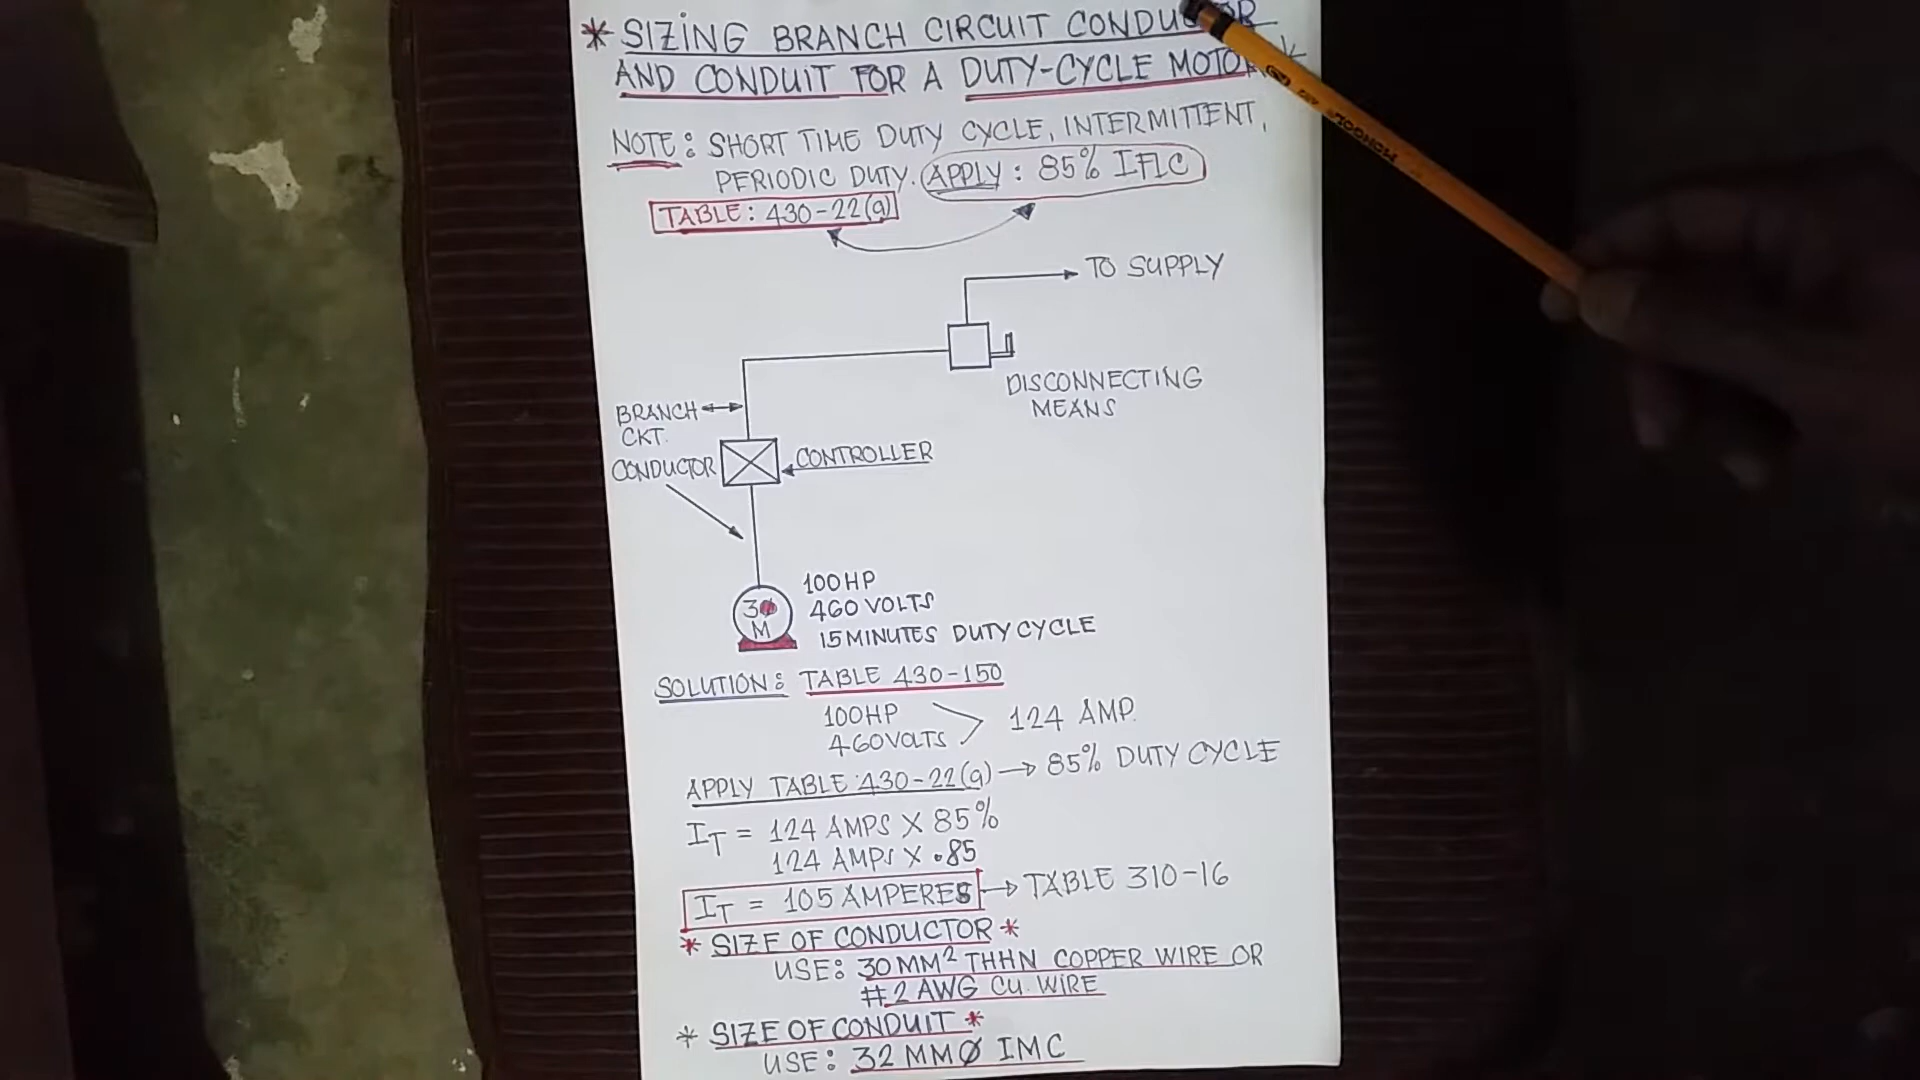 * SIZING BRANCH CIRCUIT CONDUCTOR
AND CONDUIT FOR A DUTY-CYCLE MOTOR *
NOTE: SHORT TIME DUTY CYCLE, INTERMITTENT,
PERIODIC DUTY. APPLY: 85% IFLC
TABLE: 430-22(a)
TO SUPPLY
DISCONNECTING
MEANS
BRANCH
CKT.
CONDUCTOR
CONTROLLER
3Ø
M
100HP
460 VOLTS
15 MINUTES DUTY CYCLE
SOLUTION: TABLE 430-150
100HP
460VOLTS
124 AMP.
APPLY TABLE: 430-22(a) → 85% DUTY CYCLE
IT = 124 AMPS X 85%
124 AMPS X .85
IT = 105 AMPERES → TABLE 310-16
* SIZE OF CONDUCTOR *
USE: 30MM² THHN COPPER WIRE OR
#2 AWG CU. WIRE
* SIZE OF CONDUIT *
USE: 32 MMØ IMC
MONGOL